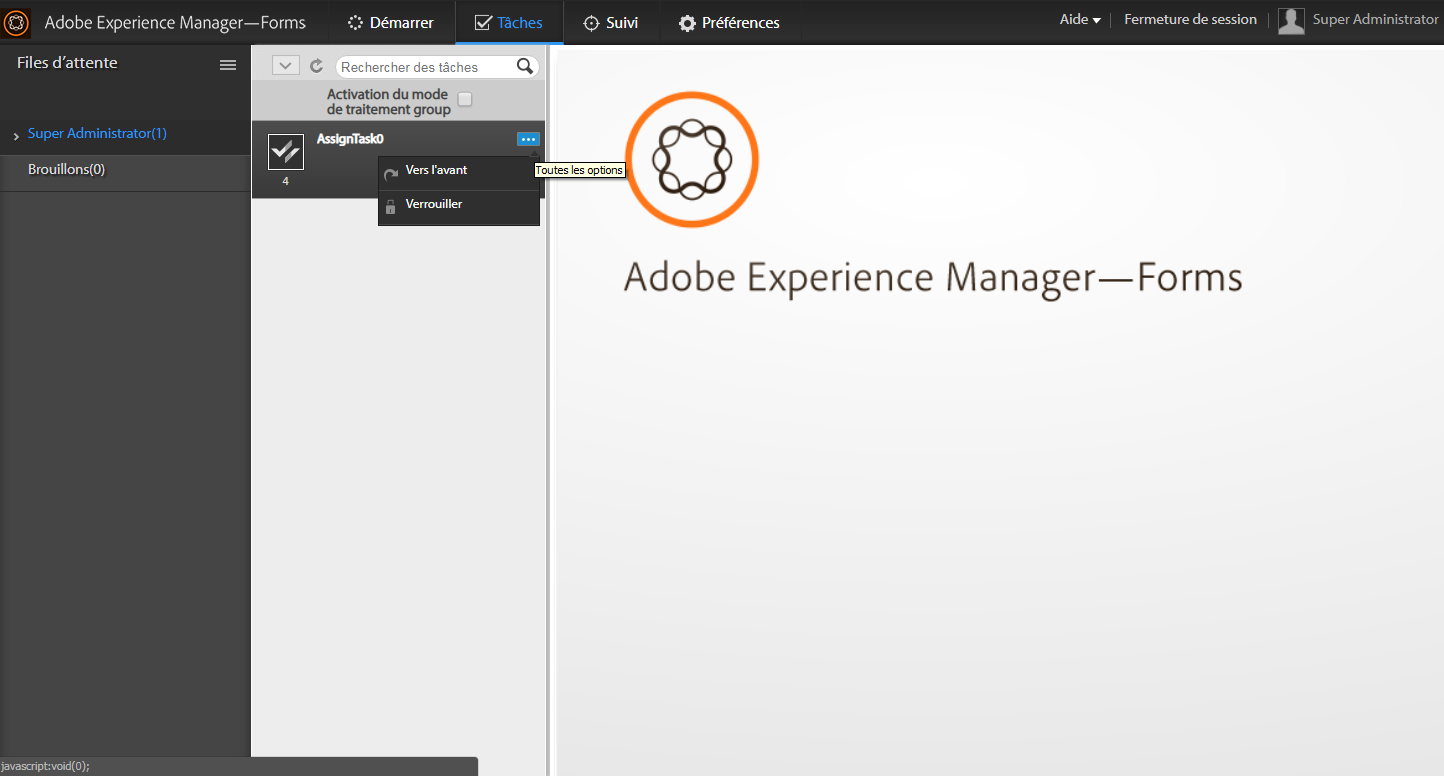 Adobe Experience Manager—Forms
Démarrer
Tâches
Suivi
Préférences
Aide
Fermeture de session
Super Administrator
Files d’attente
Super Administrator(1)
Brouillons(0)
Rechercher des tâches
Activation du mode
de traitement group
AssignTask0
4
Vers l'avant
Verrouiller
Toutes les options
Adobe Experience Manager—Forms
javascript:void(0);